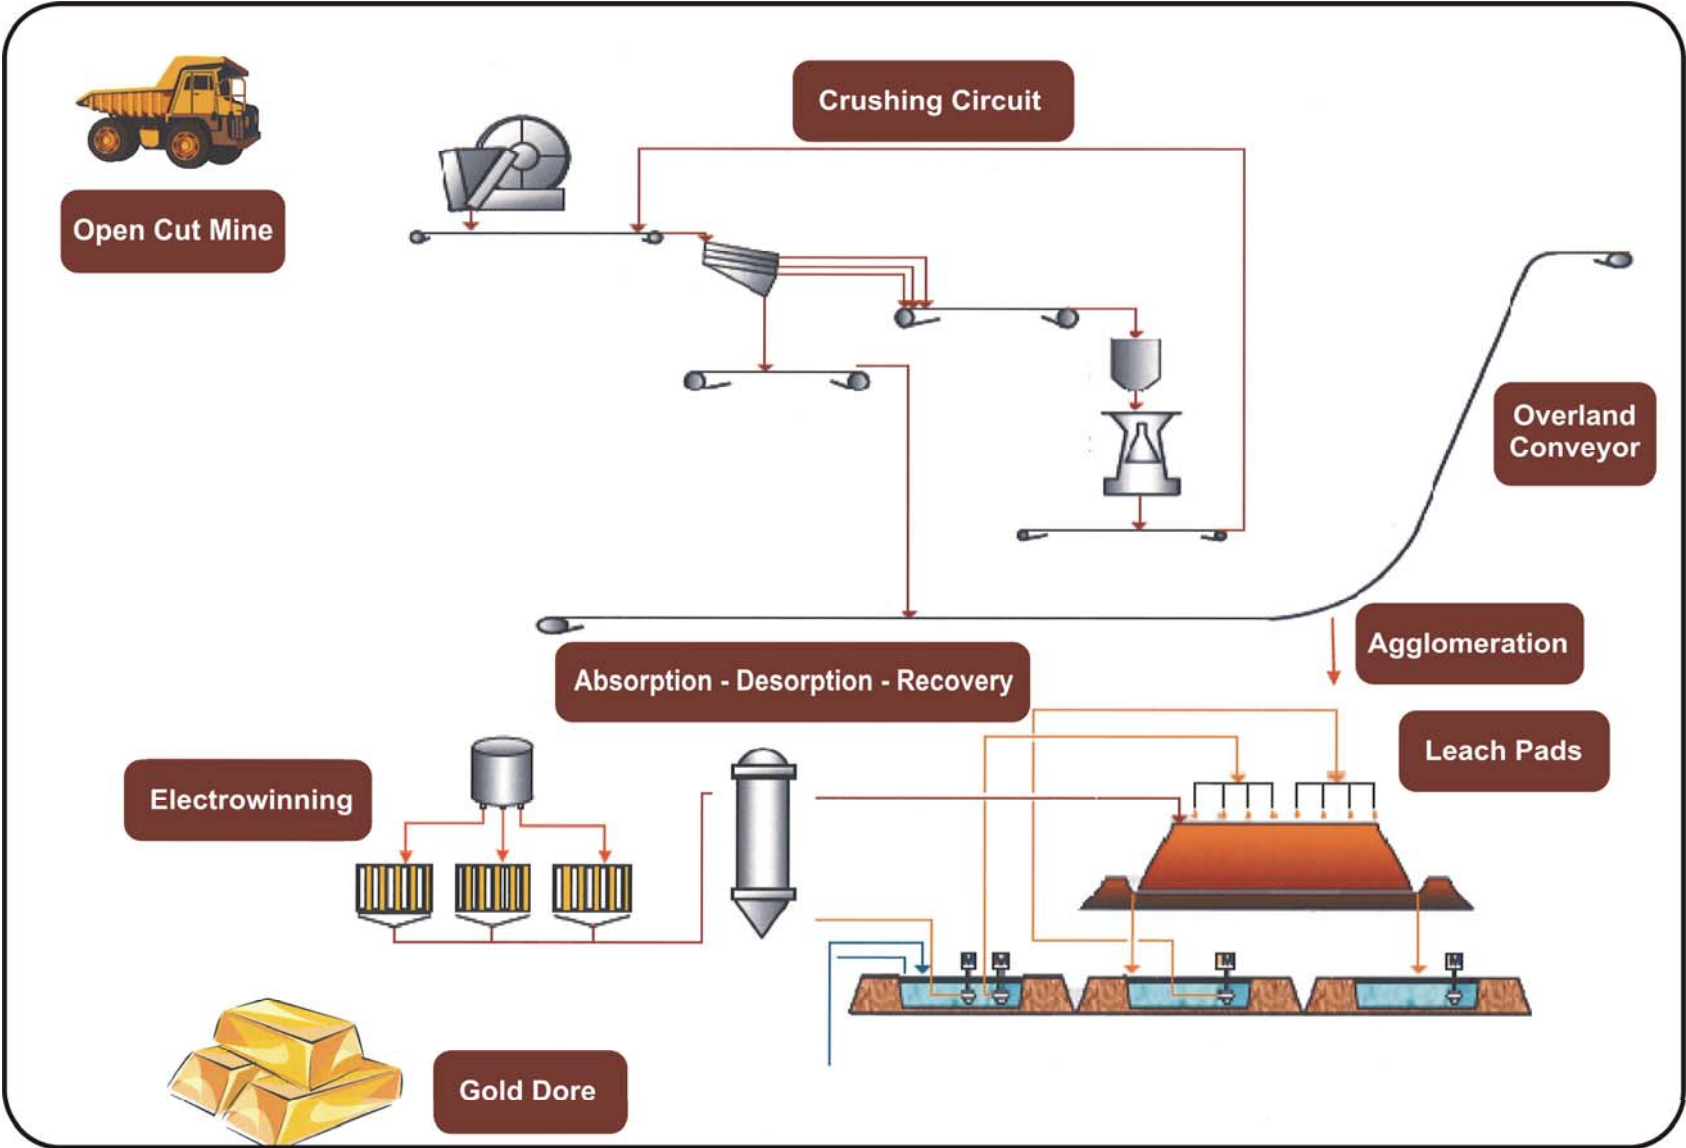 Crushing Circuit
Open Cut Mine
Overland
Conveyor
Agglomeration
Absorption - Desorption - Recovery
Leach Pads
Electrowinning
M
M
M
M
Gold Dore